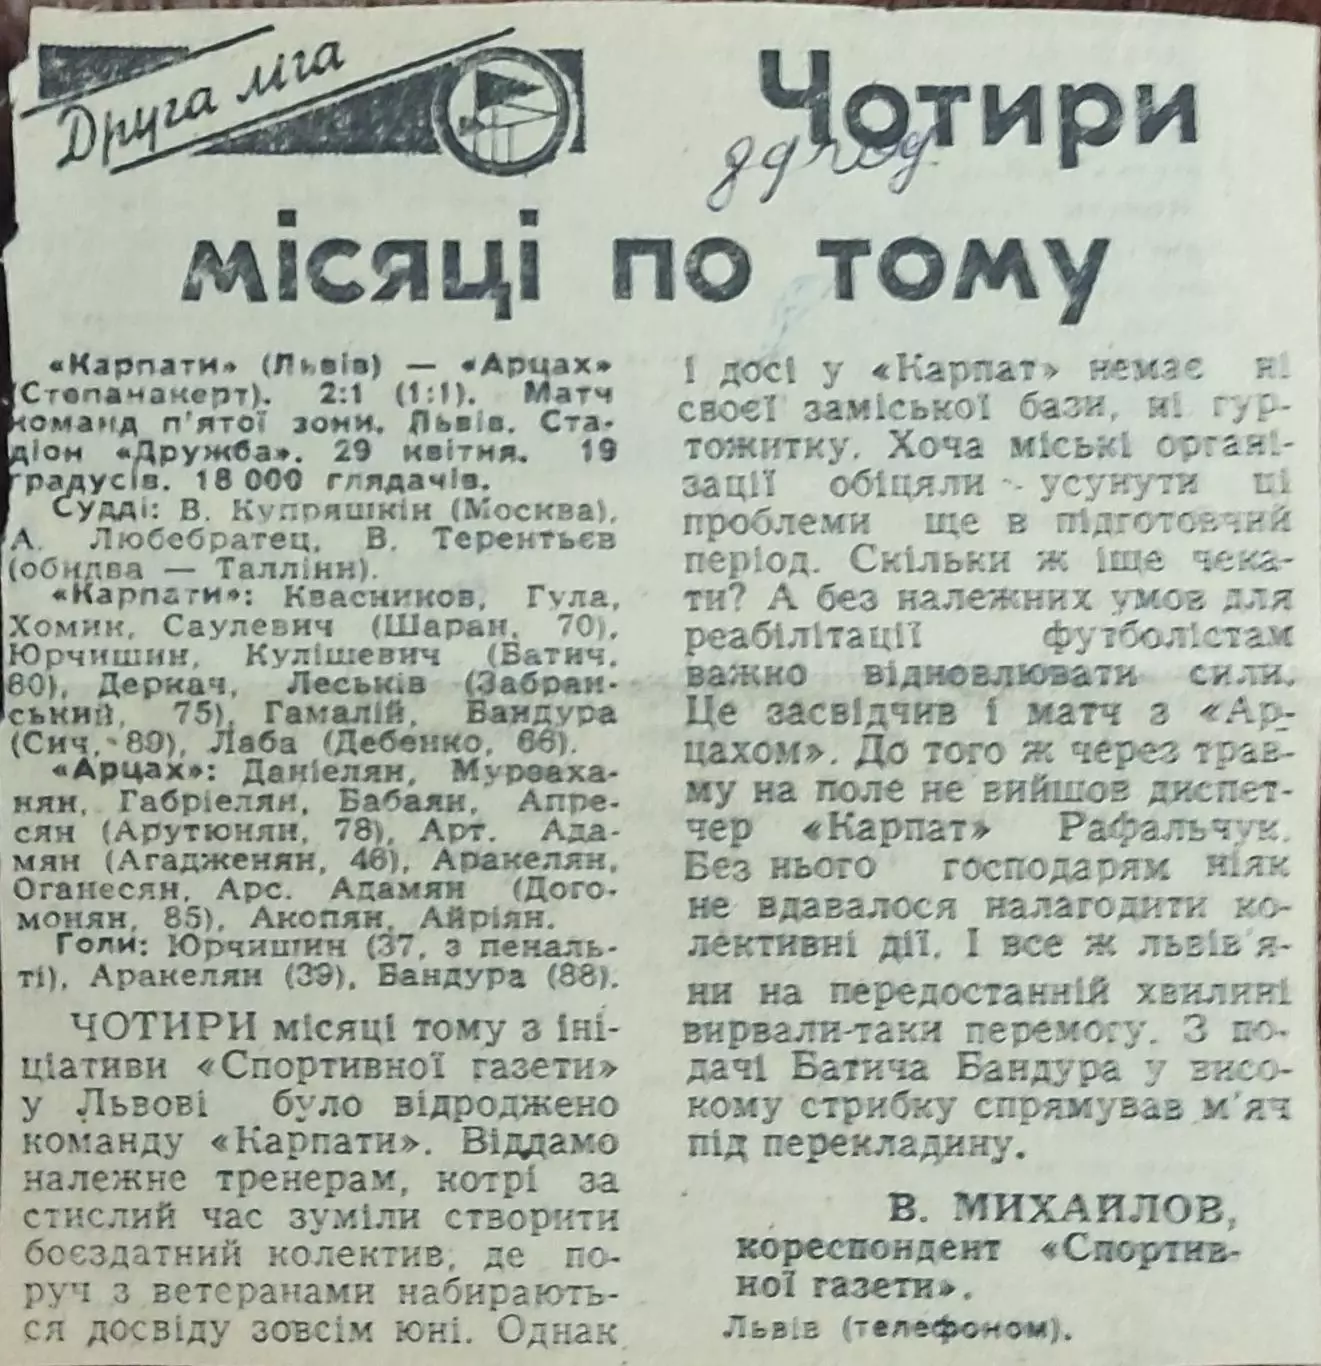 Друга ліга
Чотири
89 год.
місяці по тому
«Карпати» (Львів) — «Арцах»
(Степанакерт). 2:1 (1:1). Матч
команд п'ятої зони. Львів. Ста-
діон «Дружба». 29 квітня. 19
градусів. 18 000 глядачів.
Судді: В. Купряшкін (Москва),
А. Любебратец, В. Терентьєв
(обидва — Таллінн).
«Карпати»: Квасников, Гула,
Хомин, Саулевич (Шаран, 70),
Юрчишин, Кулішевич (Батич,
80), Деркач, Леськів (Забран-
ський, 75), Гамалій, Бандура
(Сич, 89), Лаба (Дебенко, 66).
«Арцах»: Даніелян, Мурзаха-
нян, Габріелян, Бабаян, Апре-
сян (Арутюнян, 78), Арт. Ада-
мян (Агадженян, 46), Аракелян,
Оганесян, Арс. Адамян (Дого-
монян, 85), Акопян, Айріян.
Голи: Юрчишин (37, з пеналь-
ті), Аракелян (39), Бандура (88).
ЧОТИРИ місяці тому з іні-
ціативи «Спортивної газети»
у Львові було відроджено
команду «Карпати». Віддамо
належне тренерам, котрі за
стислий час зуміли створити
боєздатний колектив, де по-
руч з ветеранами набирають-
ся досвіду зовсім юні. Однак
і досі у «Карпат» немає ні
своєї заміської бази, ні гур-
тожитку. Хоча міські органі-
зації обіцяли усунути ці
проблеми ще в підготовчий
період. Скільки ж іще чека-
ти? А без належних умов для
реабілітації футболістам
важко відновлювати сили.
Це засвідчив і матч з «Ар-
цахом». До того ж через трав-
му на поле не вийшов диспет-
чер «Карпат» Рафальчук.
Без нього господарям ніяк
не вдавалося налагодити ко-
лективні дії. І все ж львів'я-
ни на передостанній хвилині
вирвали-таки перемогу. З по-
дачі Батича Бандура у висо-
кому стрибку спрямував м'яч
під перекладину.
В. МИХАЙЛОВ,
кореспондент «Спортив-
ної газети».
Львів (телефоном).